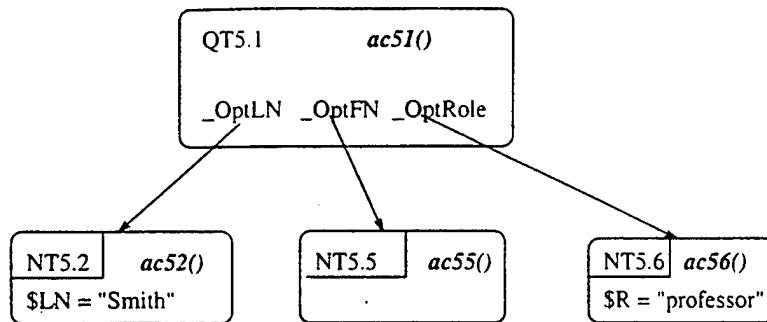 QT5.1 ac51()
_OptLN _OptFN _OptRole
NT5.2 ac52()
$LN = "Smith"
NT5.5 ac55()
NT5.6 ac56()
$R = "professor"